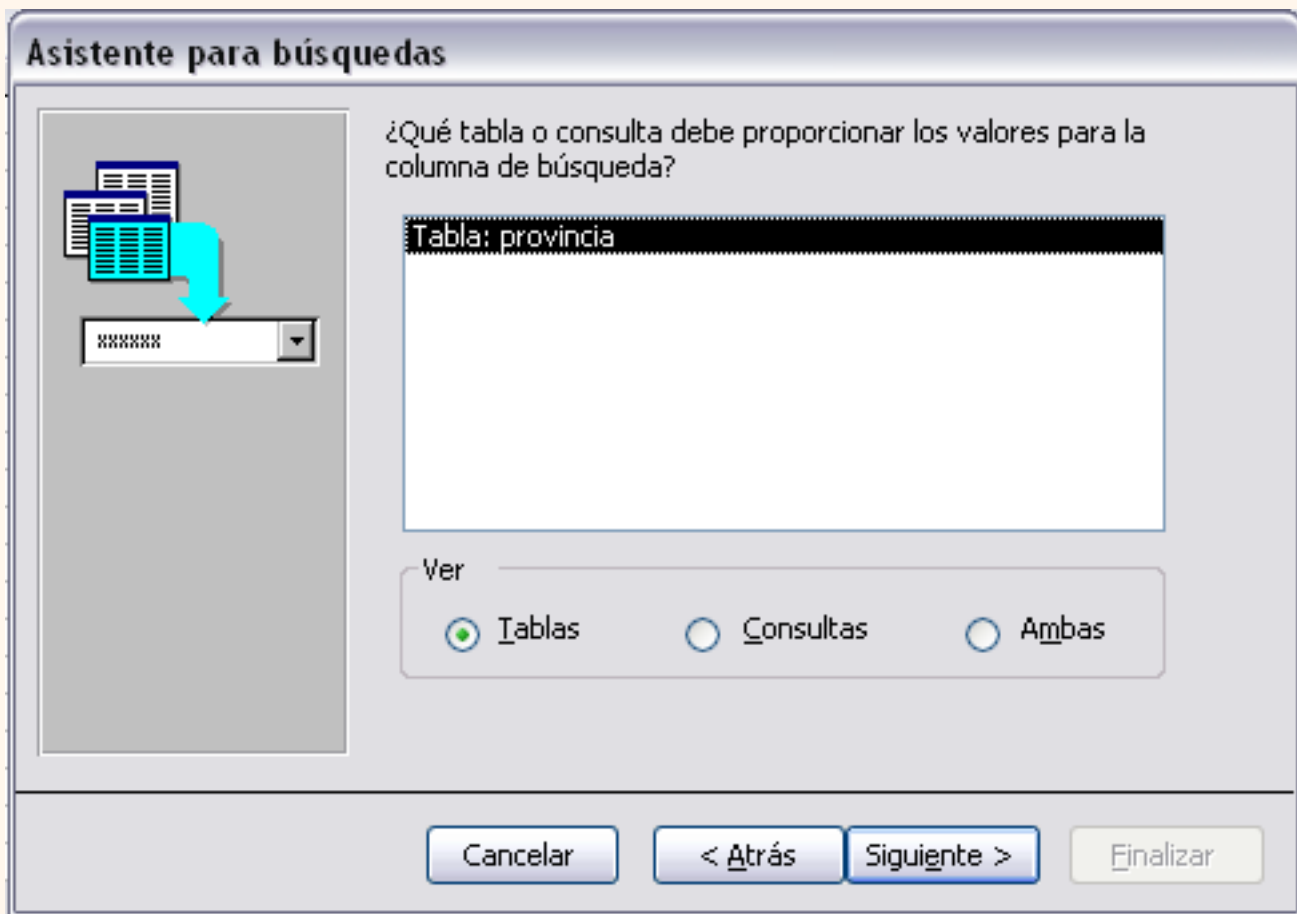 Asistente para búsquedas
¿Qué tabla o consulta debe proporcionar los valores para la
columna de búsqueda?
Tabla: provincia
xxxxxx
Ver
Tablas
Consultas
Ambas
Cancelar
< Atrás
Siguiente >
Finalizar